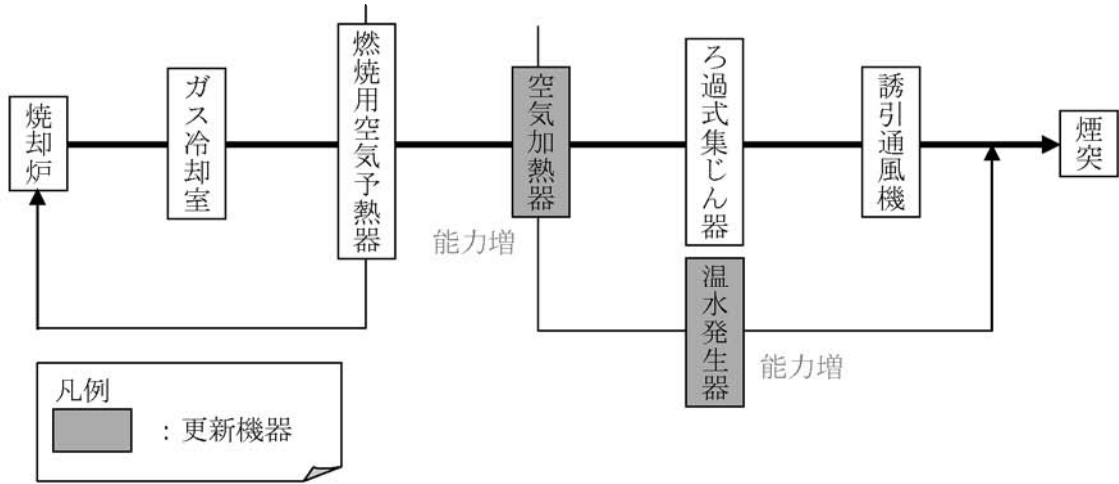 焼却炉
ガス冷却室
燃焼用空気予熱器
空気加熱器
能力増
ろ過式集じん器
温水発生器
能力増
誘引通風機
煙突
凡例
：更新機器